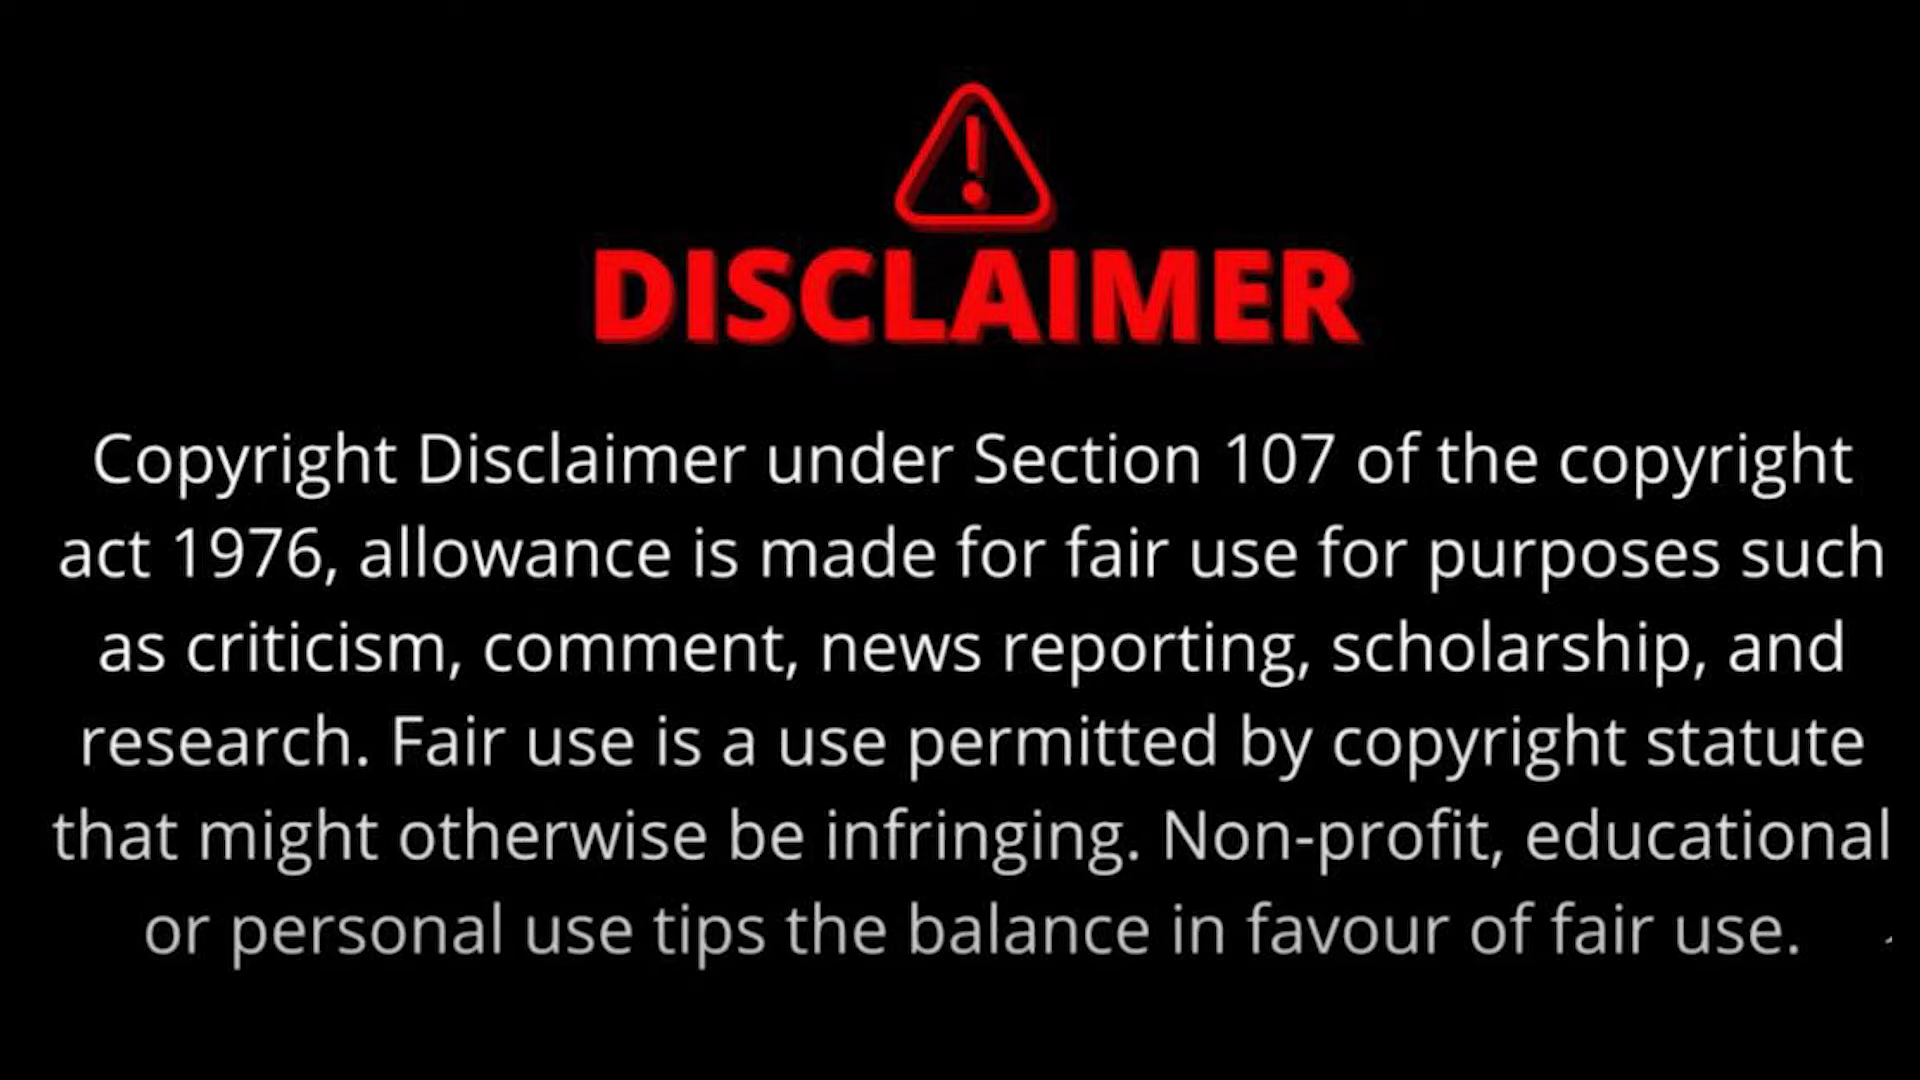 DISCLAIMER
Copyright Disclaimer under Section 107 of the copyright
act 1976, allowance is made for fair use for purposes such
as criticism, comment, news reporting, scholarship, and
research. Fair use is a use permitted by copyright statute
that might otherwise be infringing. Non-profit, educational
or personal use tips the balance in favour of fair use.